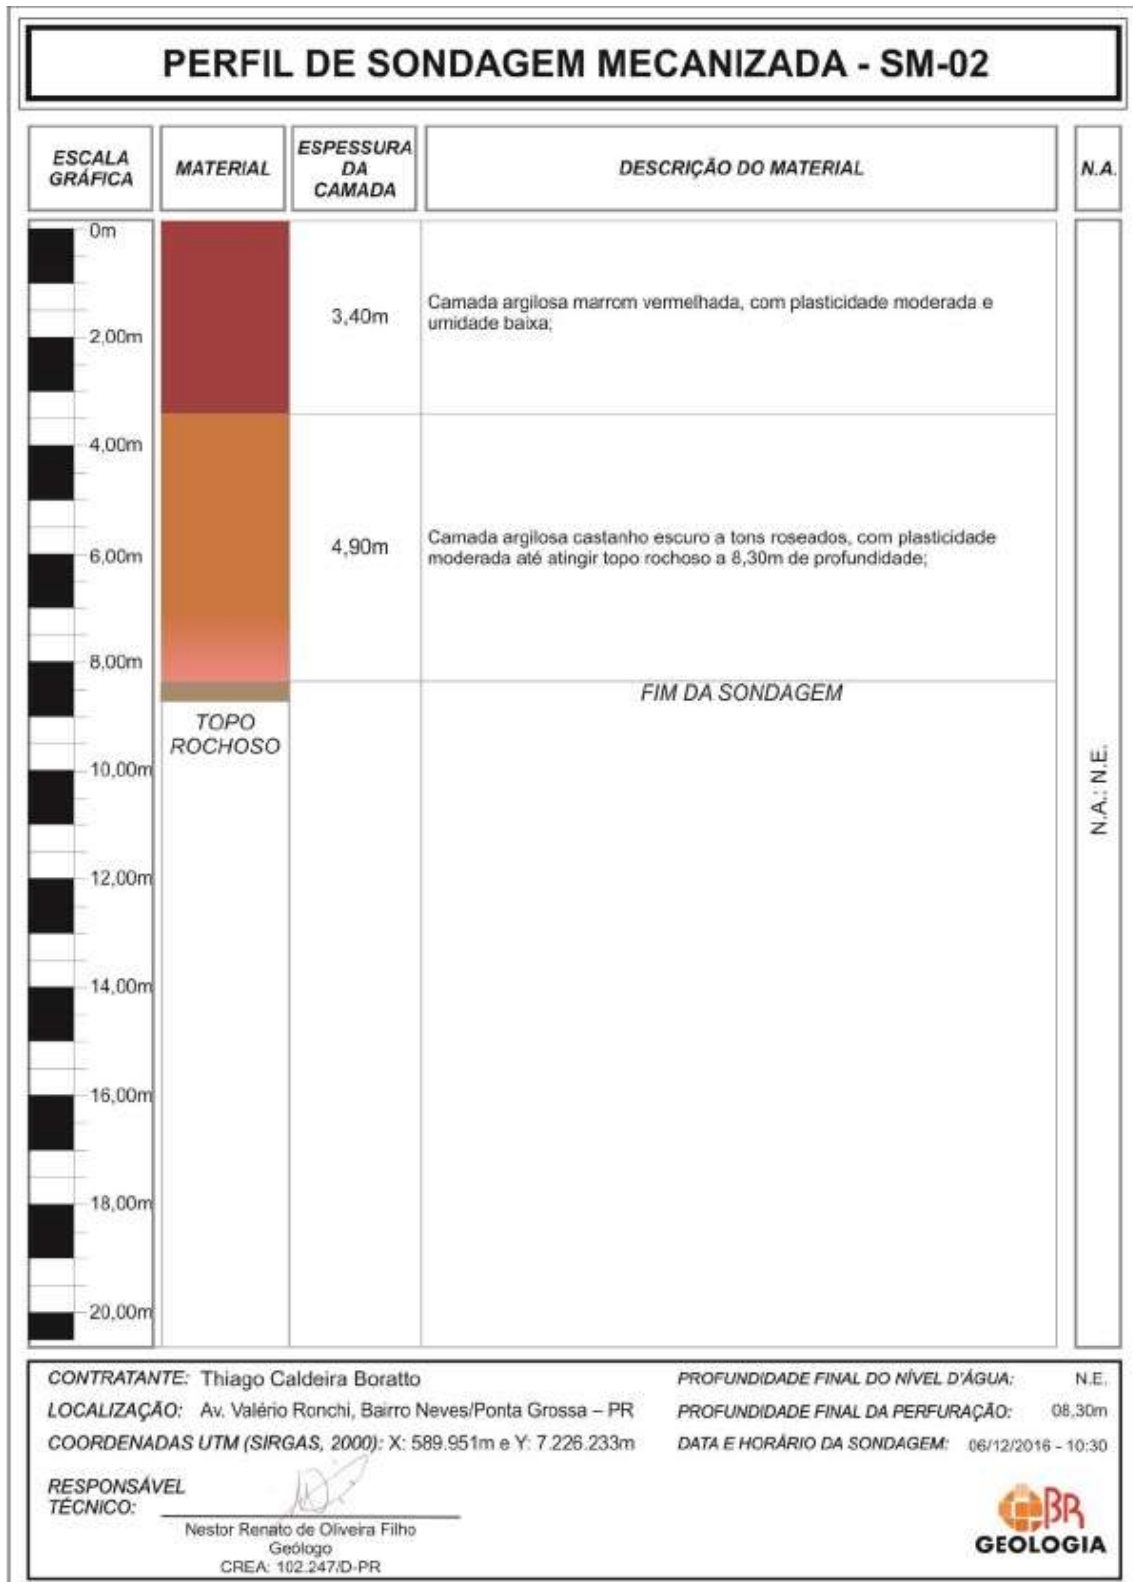 PERFIL DE SONDAGEM MECANIZADA - SM-02
ESCALA
GRÁFICA
MATERIAL
ESPESSURA
DA
CAMADA
DESCRIÇÃO DO MATERIAL
N.A.
0m
2,00m
4,00m
6,00m
8,00m
10,00m
12,00m
14,00m
16,00m
18,00m
20,00m
3,40m
Camada argilosa marrom vermelhada, com plasticidade moderada e
umidade baixa;
4,90m
Camada argilosa castanho escuro a tons roseados, com plasticidade
moderada até atingir topo rochoso a 8,30m de profundidade;
FIM DA SONDAGEM
TOPO
ROCHOSO
N.A.: N.E.
CONTRATANTE: Thiago Caldeira Boratto
LOCALIZAÇÃO: Av. Valério Ronchi, Bairro Neves/Ponta Grossa – PR
COORDENADAS UTM (SIRGAS, 2000): X: 589.951m e Y: 7.226.233m
RESPONSÁVEL
TÉCNICO:
Nestor Renato de Oliveira Filho
Geólogo
CREA: 102.247/D-PR
PROFUNDIDADE FINAL DO NÍVEL D'ÁGUA: N.E.
PROFUNDIDADE FINAL DA PERFURAÇÃO: 08,30m
DATA E HORÁRIO DA SONDAGEM: 06/12/2016 - 10:30
BR
GEOLOGIA